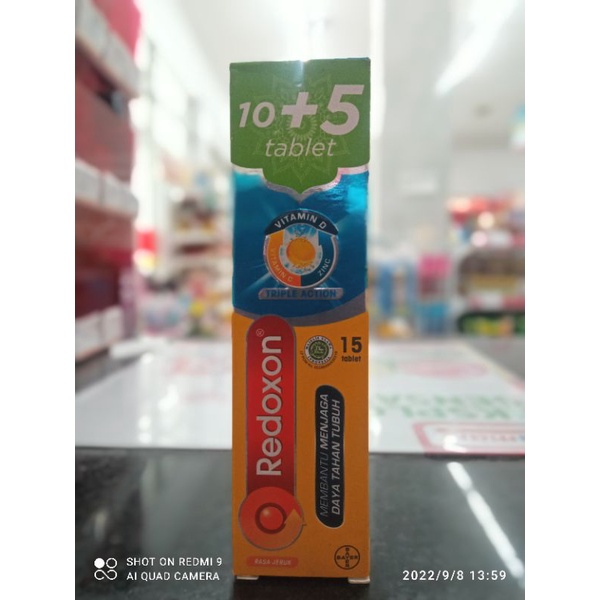 10+5
tablet
VITAMIN D
VITAMIN C
ZINC
TRIPLE ACTION
Redoxon®
15
tablet
MEMBANTU MENJAGA
DAYA TAHAN TUBUH
RASA JERUK
BAYER
SHOT ON REDMI 9
AI QUAD CAMERA
2022/9/8 13:59